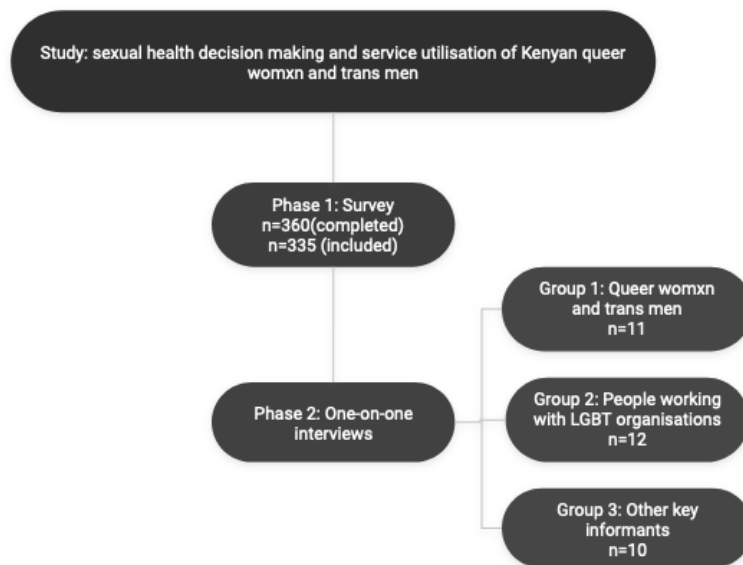 Study: sexual health decision making and service utilisation of Kenyan queer
womxn and trans men
Phase 1: Survey
n=360(completed)
n=335 (included)
Phase 2: One-on-one
interviews
Group 1: Queer womxn
and trans men
n=11
Group 2: People working
with LGBT organisations
n=12
Group 3: Other key
informants
n=10